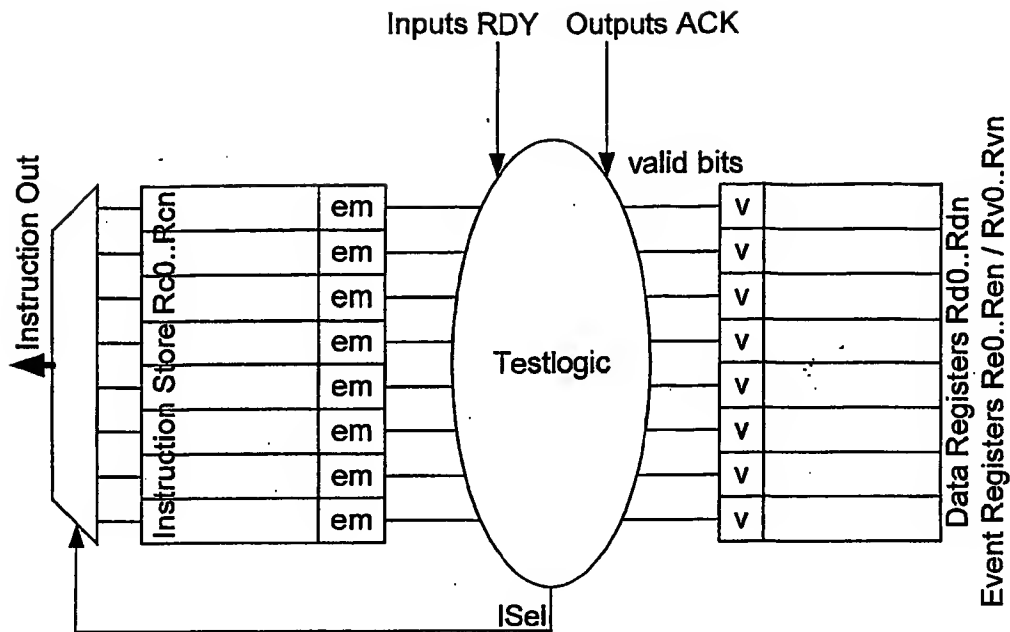 Inputs RDY
Outputs ACK
valid bits
Instruction Out
Instruction Store Rc0..Rcn
em
em
em
em
em
em
em
em
Testlogic
v
v
v
v
v
v
v
v
Data Registers Rd0..Rdn
Event Registers Re0..Ren / Rv0..Rvn
ISel